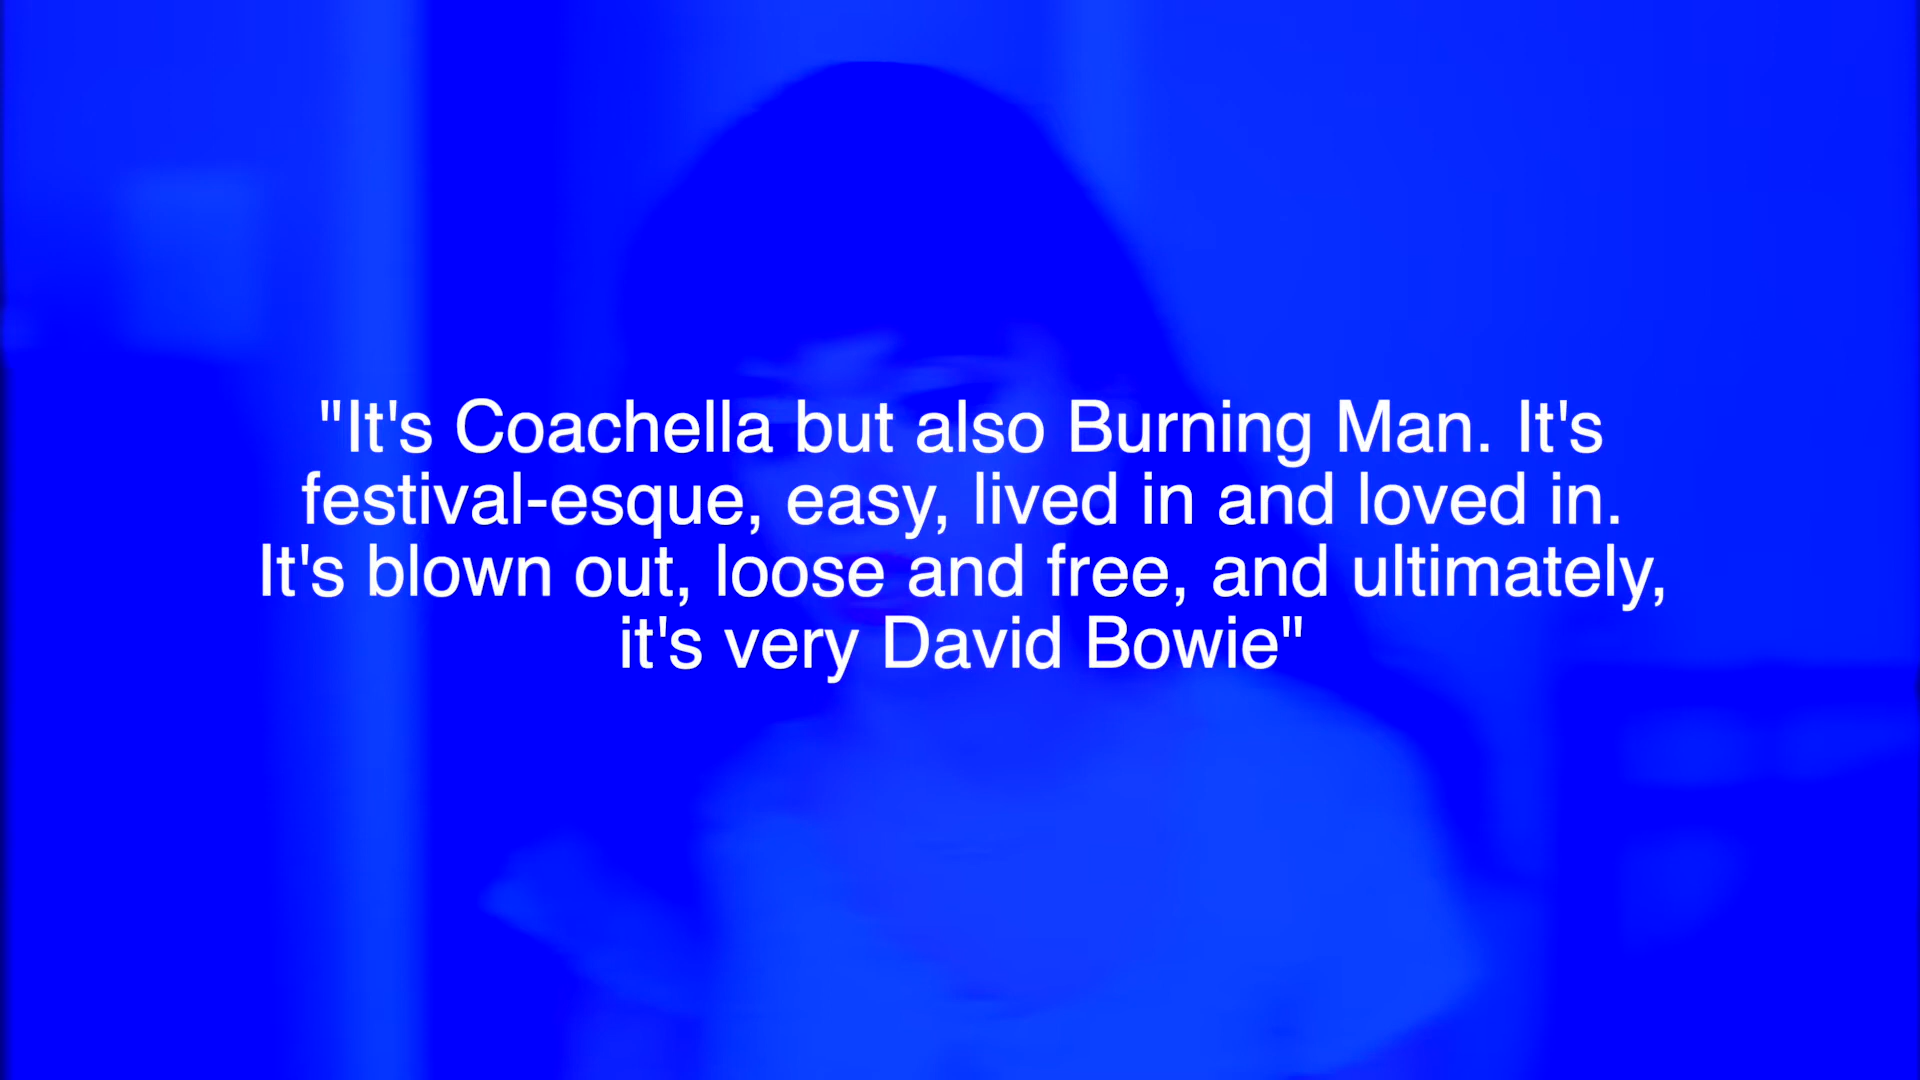 "It's Coachella but also Burning Man. It's
festival-esque, easy, lived in and loved in.
It's blown out, loose and free, and ultimately,
it's very David Bowie"